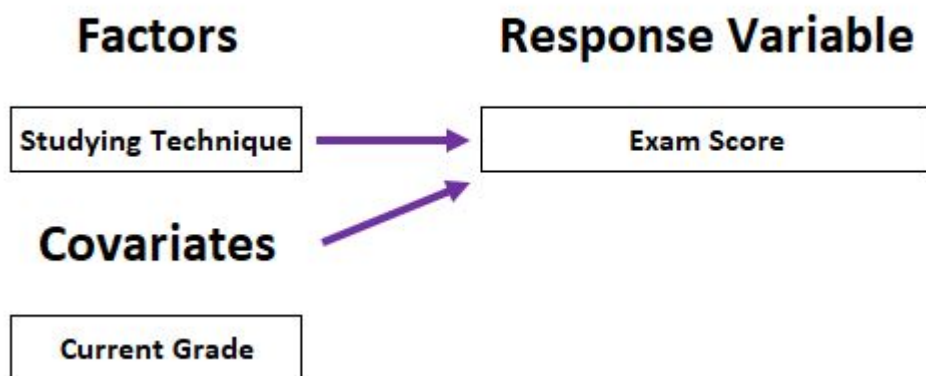 Factors
Response Variable
Studying Technique
Exam Score
Covariates
Current Grade